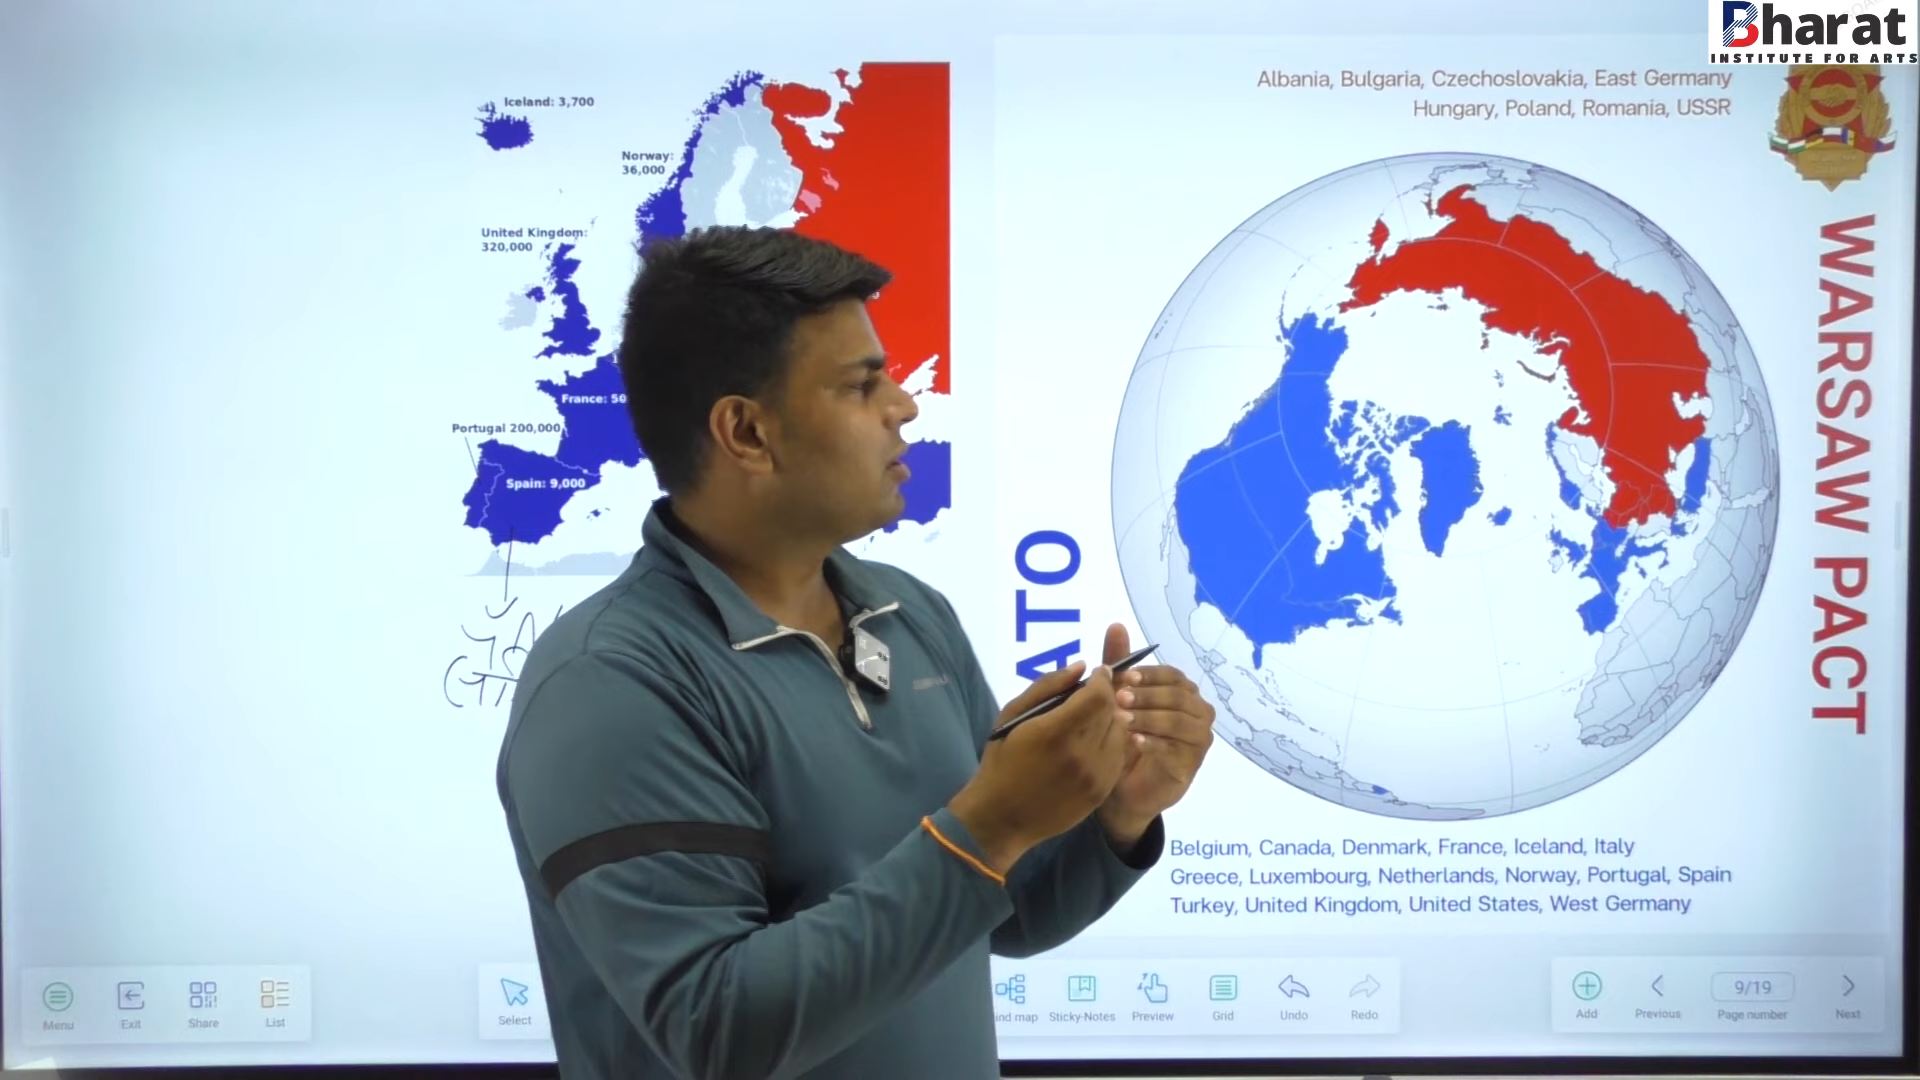 Bharat
INSTITUTE FOR ARTS
Albania, Bulgaria, Czechoslovakia, East Germany
Hungary, Poland, Romania, USSR
Iceland: 3,700
Norway:
36,000
United Kingdom:
320,000
France: 50
Portugal 200,000
Spain: 9,000
ATO
WARSAW PACT
Belgium, Canada, Denmark, France, Iceland, Italy
Greece, Luxembourg, Netherlands, Norway, Portugal, Spain
Turkey, United Kingdom, United States, West Germany
Menu
Exit
Share
List
Select
ind map
Sticky-Notes
Preview
Grid
Undo
Redo
Add
Previous
9/19
Page number
Next